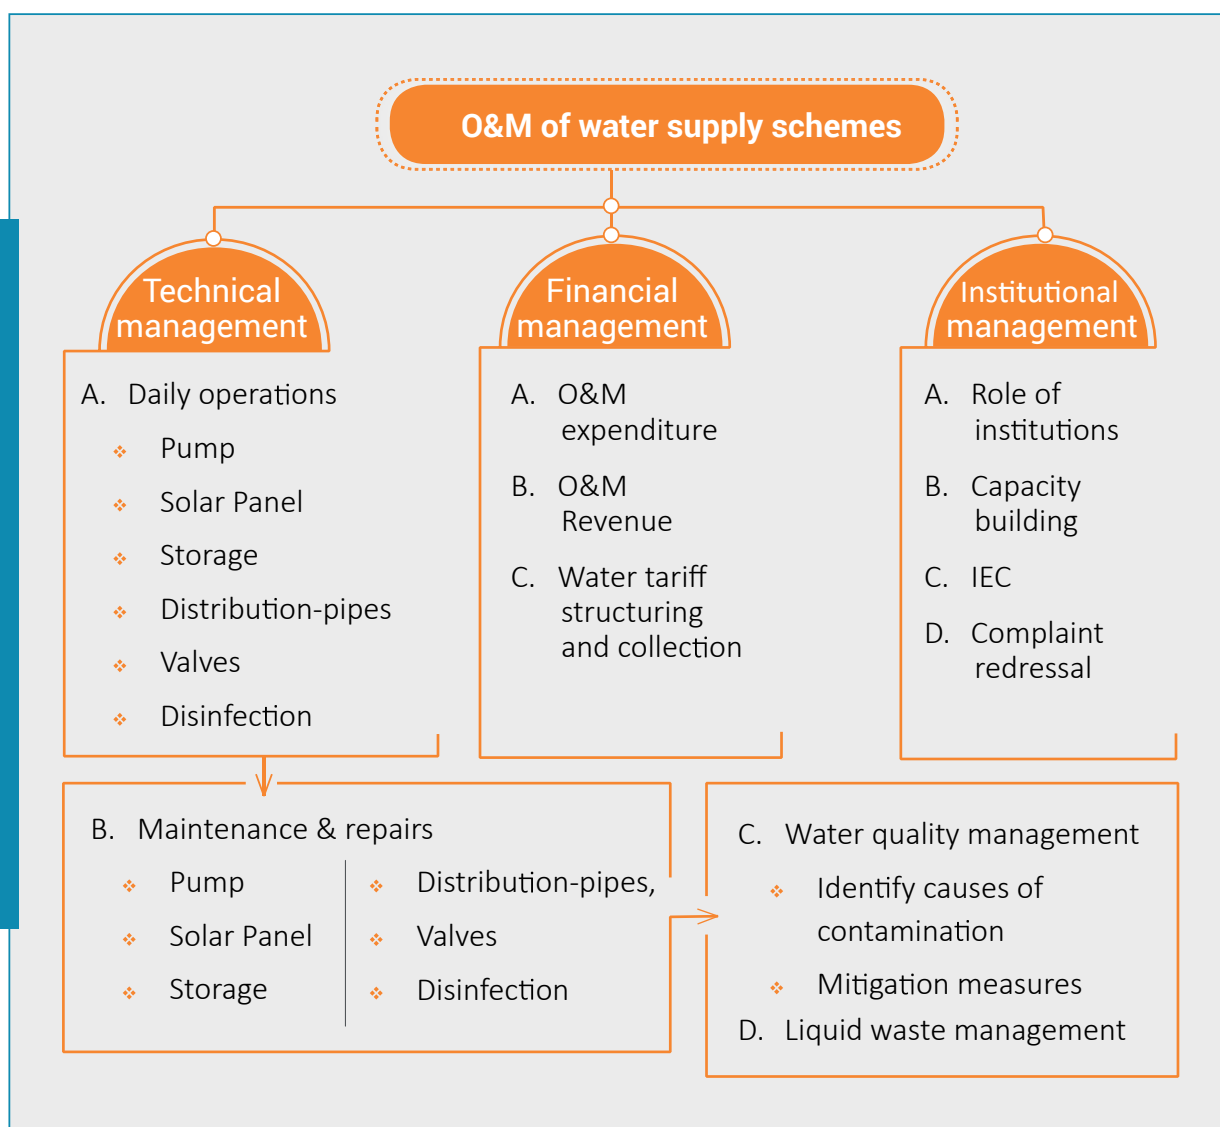 O&M of water supply schemes
Technical
management
A. Daily operations
❖ Pump
❖ Solar Panel
❖ Storage
❖ Distribution-pipes
❖ Valves
❖ Disinfection
Financial
management
A. O&M
expenditure
B. O&M
Revenue
C. Water tariff
structuring
and collection
Institutional
management
A. Role of
institutions
B. Capacity
building
C. IEC
D. Complaint
redressal
B. Maintenance & repairs
❖ Pump
❖ Solar Panel
❖ Storage
❖ Distribution-pipes,
❖ Valves
❖ Disinfection
C. Water quality management
❖ Identify causes of
contamination
❖ Mitigation measures
D. Liquid waste management